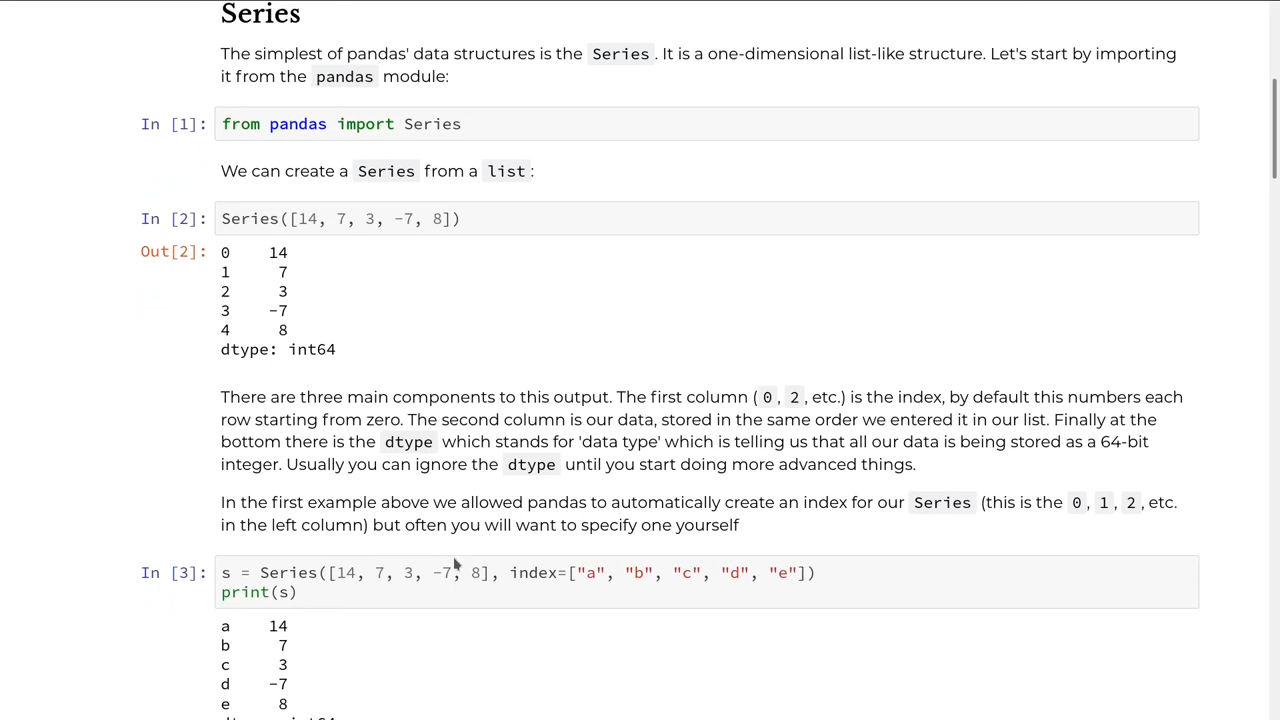 Series
The simplest of pandas' data structures is the Series. It is a one-dimensional list-like structure. Let's start by importing
it from the pandas module:
In [1]: from pandas import Series
We can create a Series from a list:
In [2]: Series([14, 7, 3, -7, 8])
Out[2]: 0 14
1 7
2 3
3 -7
4 8
dtype: int64
There are three main components to this output. The first column (0, 2, etc.) is the index, by default this numbers each
row starting from zero. The second column is our data, stored in the same order we entered it in our list. Finally at the
bottom there is the dtype which stands for 'data type' which is telling us that all our data is being stored as a 64-bit
integer. Usually you can ignore the dtype until you start doing more advanced things.
In the first example above we allowed pandas to automatically create an index for our Series (this is the 0, 1, 2, etc.
in the left column) but often you will want to specify one yourself
In [3]: s = Series([14, 7, 3, -7, 8], index=["a", "b", "c", "d", "e"])
print(s)
a 14
b 7
c 3
d -7
e 8
dtype: int64